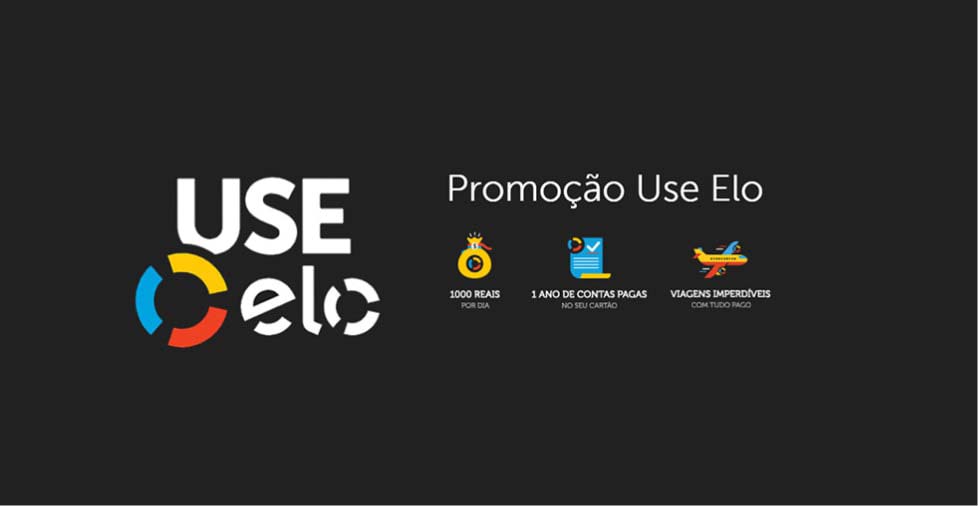 USE
elo
Promoção Use Elo
1000 REAIS
POR DIA
1 ANO DE CONTAS PAGAS
NO SEU CARTÃO
VIAGENS IMPERDÍVEIS
COM TUDO PAGO